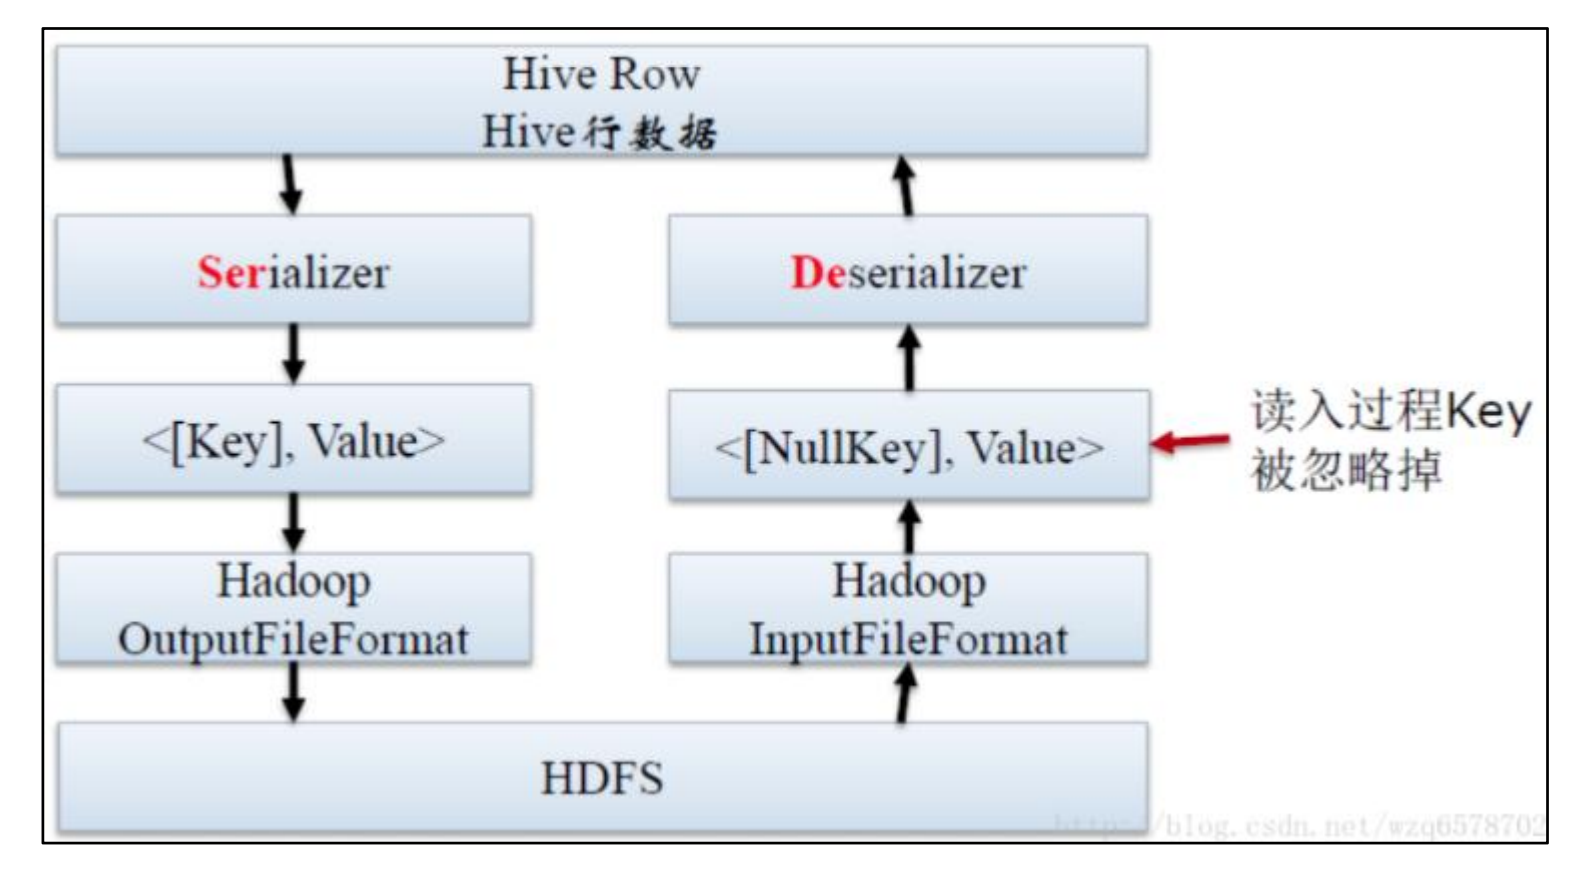 Hive Row
Hive行数据
Serializer
Deserializer
<[Key], Value>
<[NullKey], Value>
读入过程Key
被忽略掉
Hadoop
OutputFileFormat
Hadoop
InputFileFormat
HDFS
https://blog.csdn.net/wzq6578702